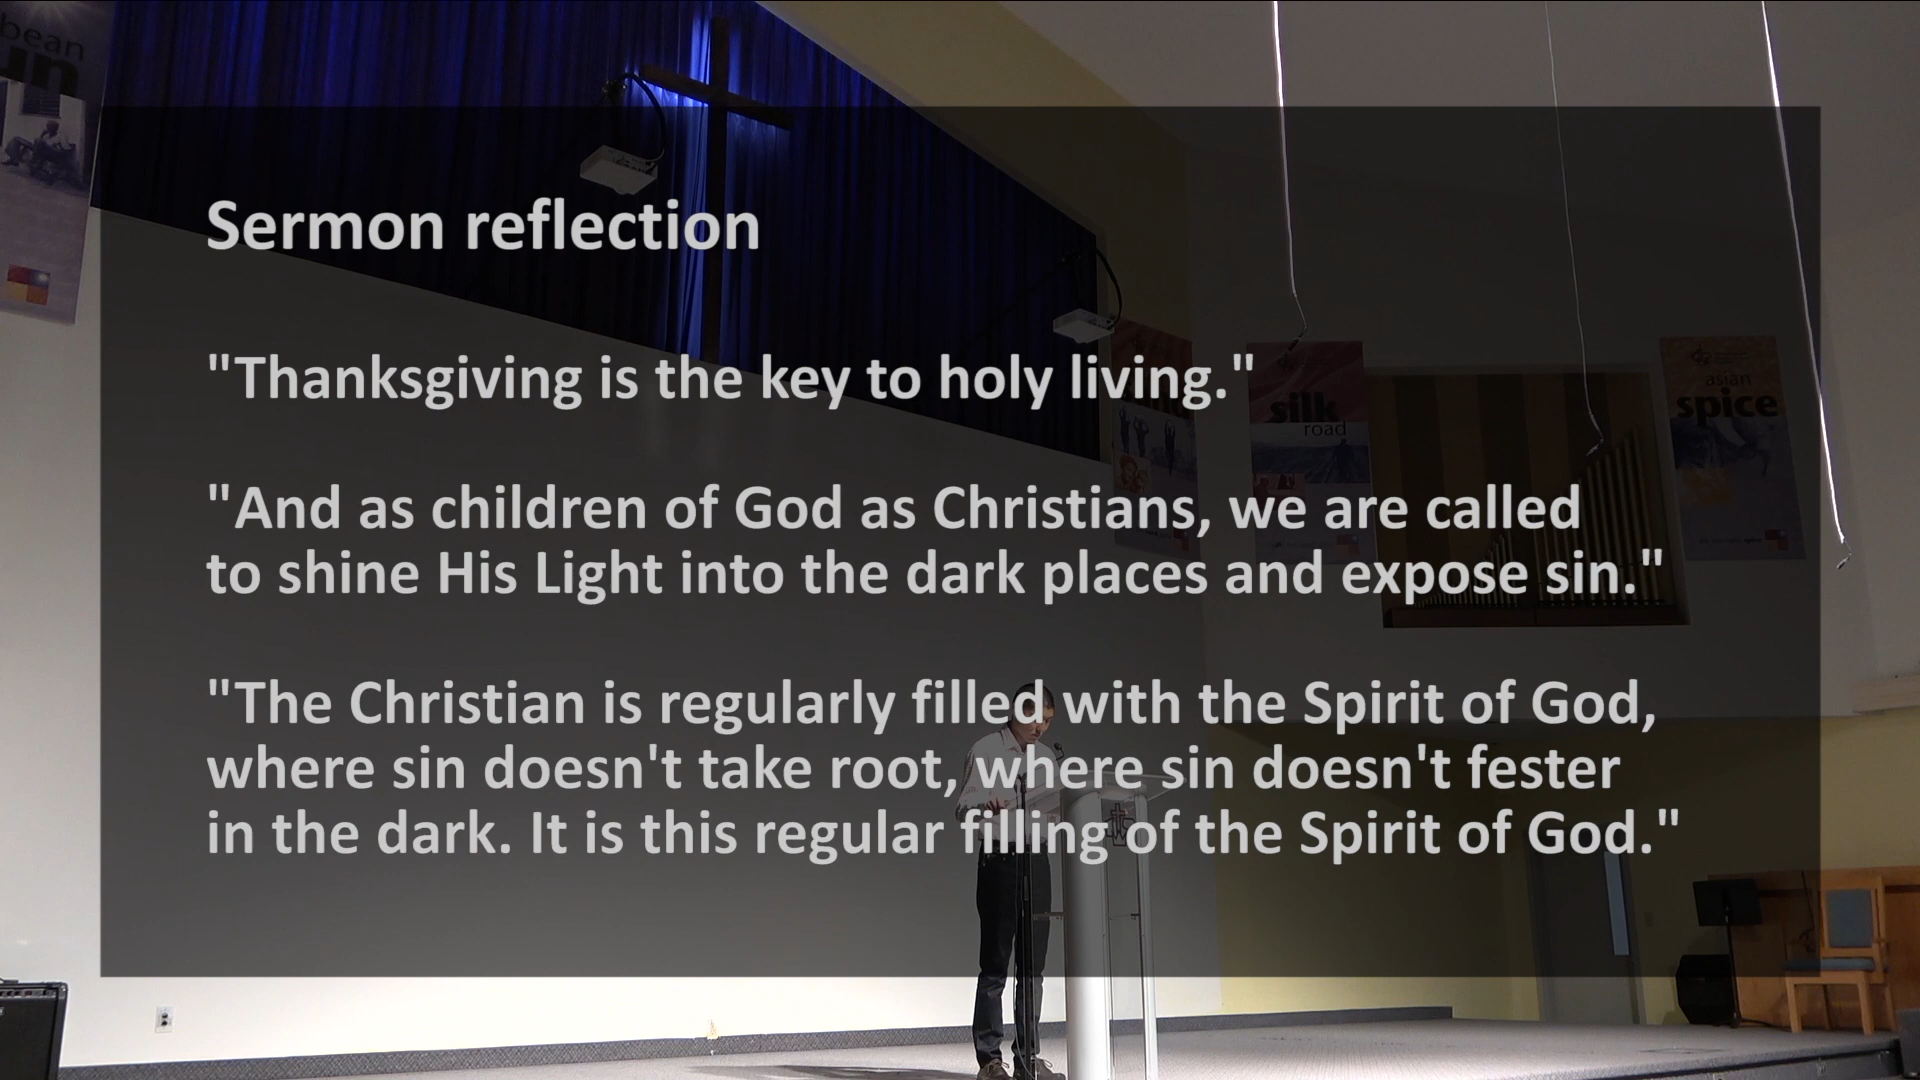 bean
un
Sermon reflection
"Thanksgiving is the key to holy living."
silk
road
asian
spice
"And as children of God as Christians, we are called
to shine His Light into the dark places and expose sin."
"The Christian is regularly filled with the Spirit of God,
where sin doesn't take root, where sin doesn't fester
in the dark. It is this regular filling of the Spirit of God."